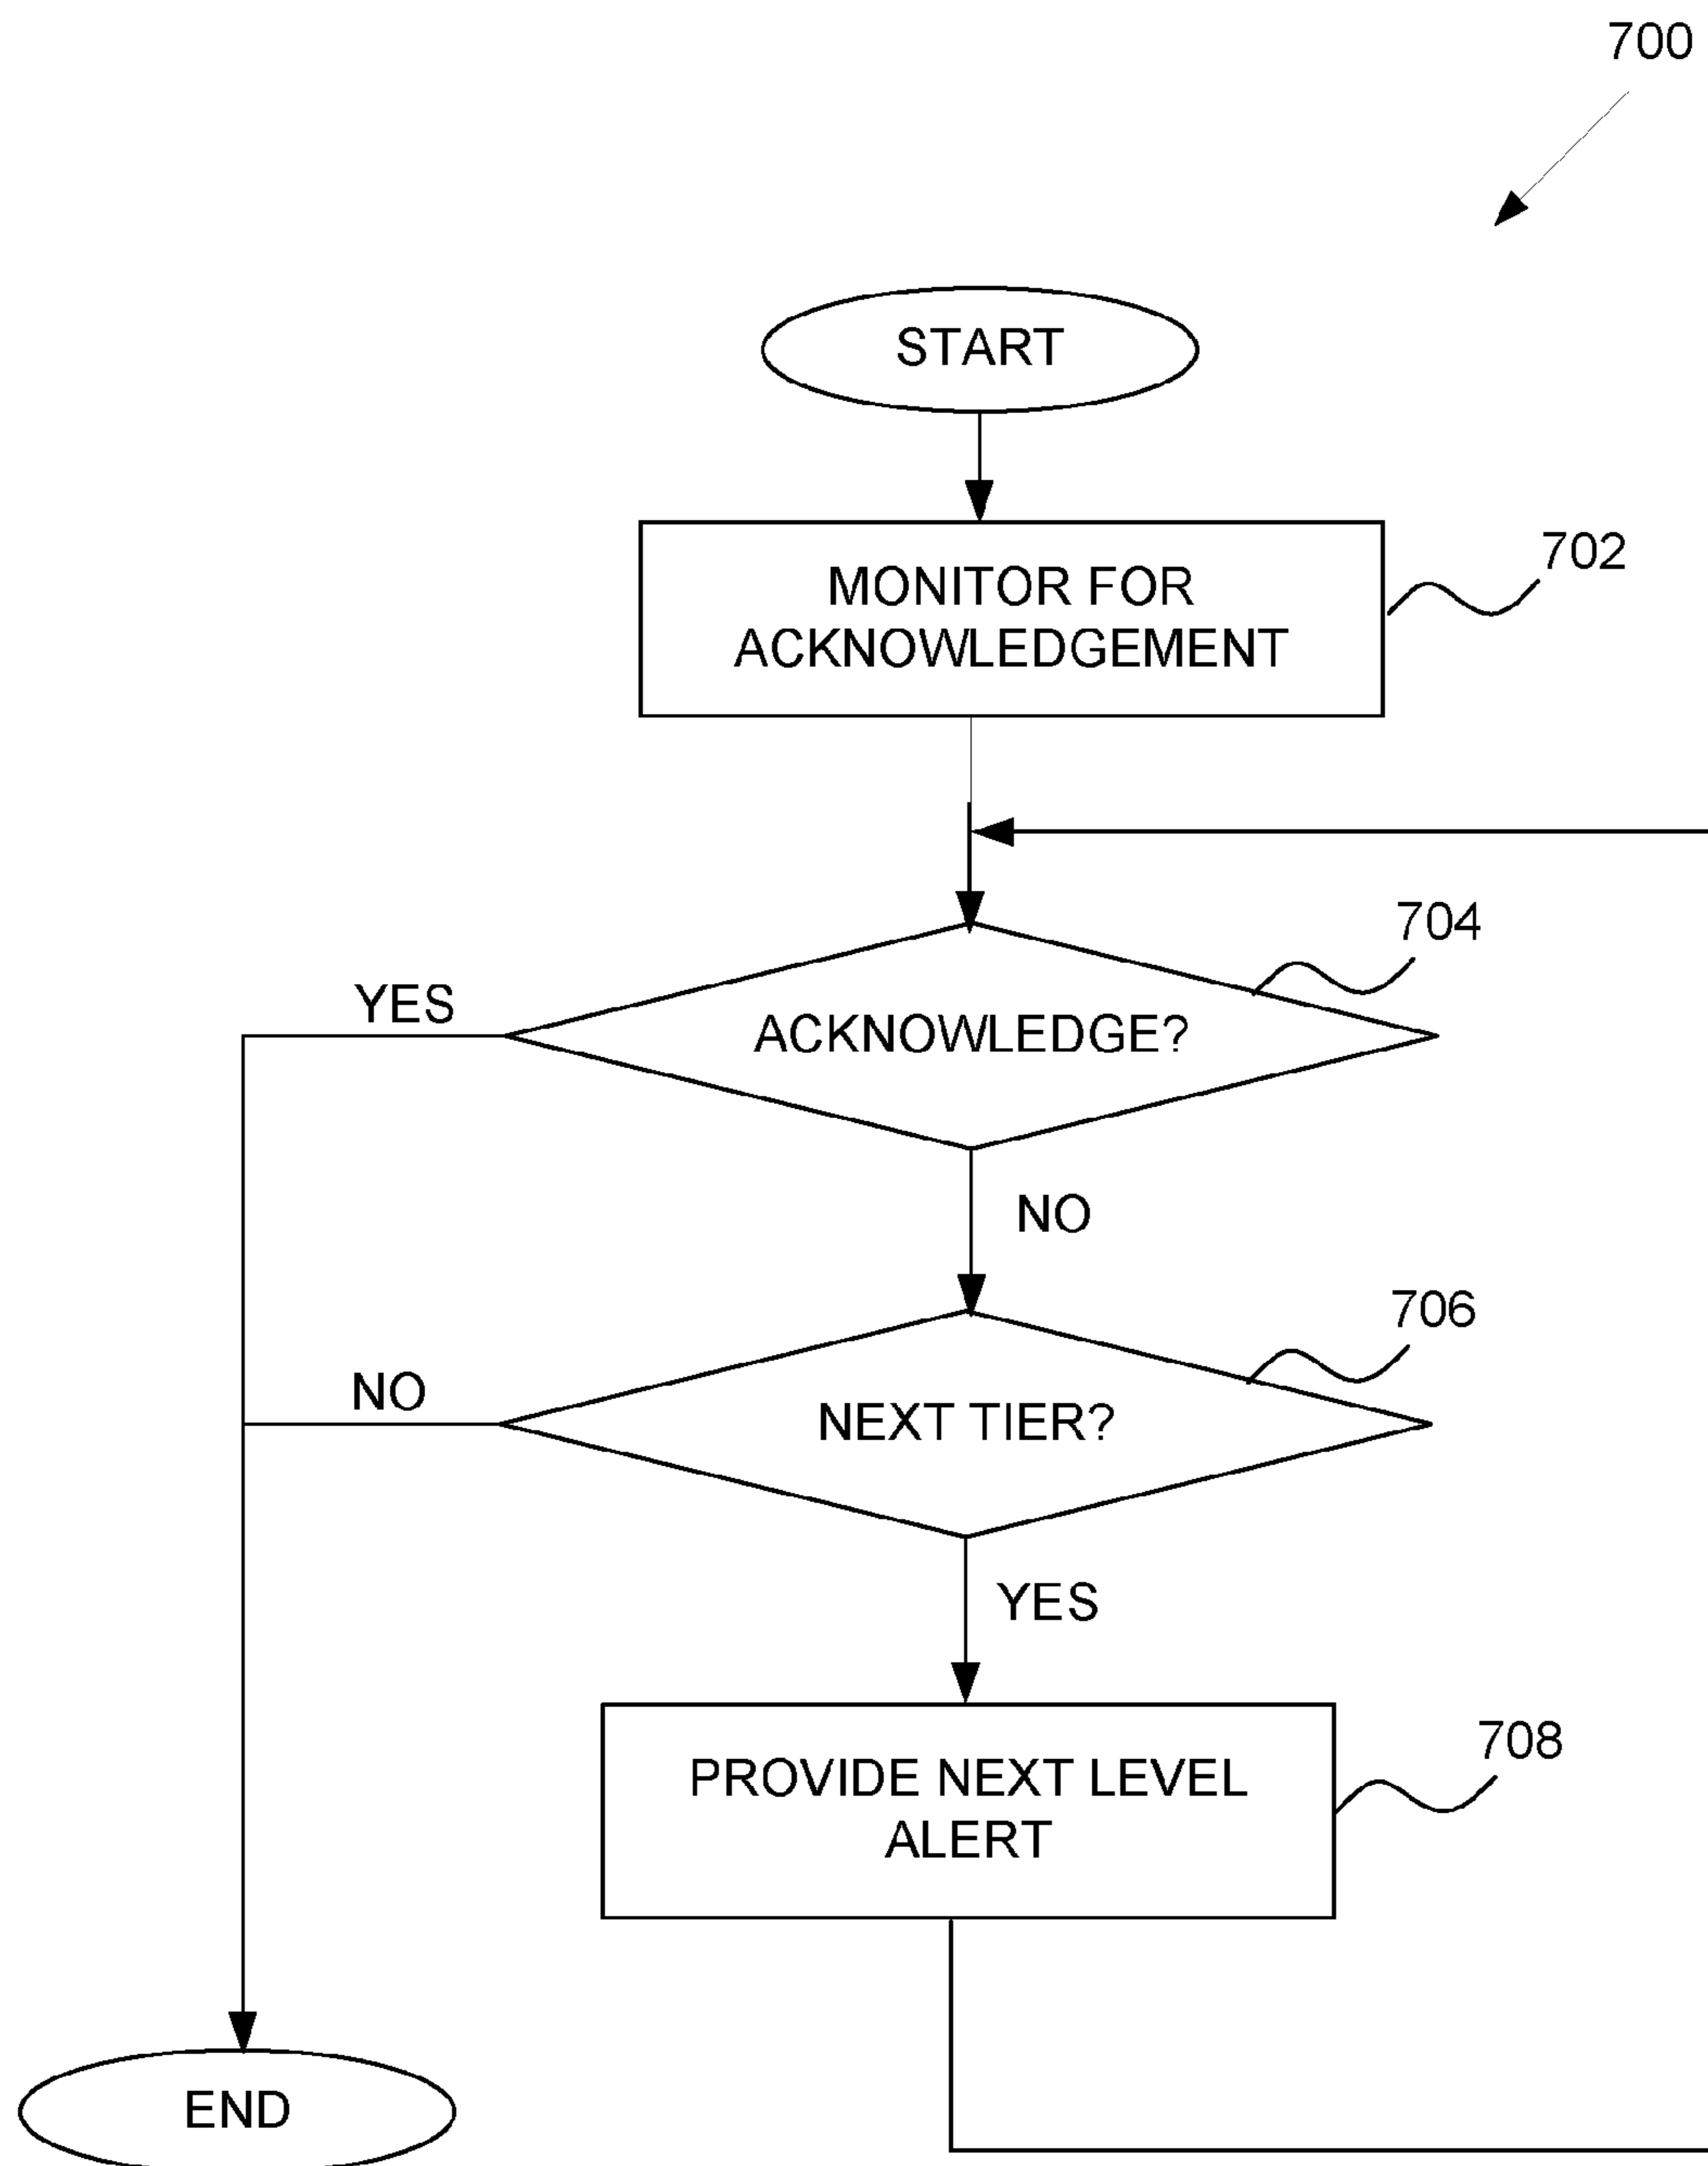 700
START
MONITOR FOR
ACKNOWLEDGEMENT
702
704
YES
ACKNOWLEDGE?
NO
706
NO
NEXT TIER?
YES
708
PROVIDE NEXT LEVEL
ALERT
END